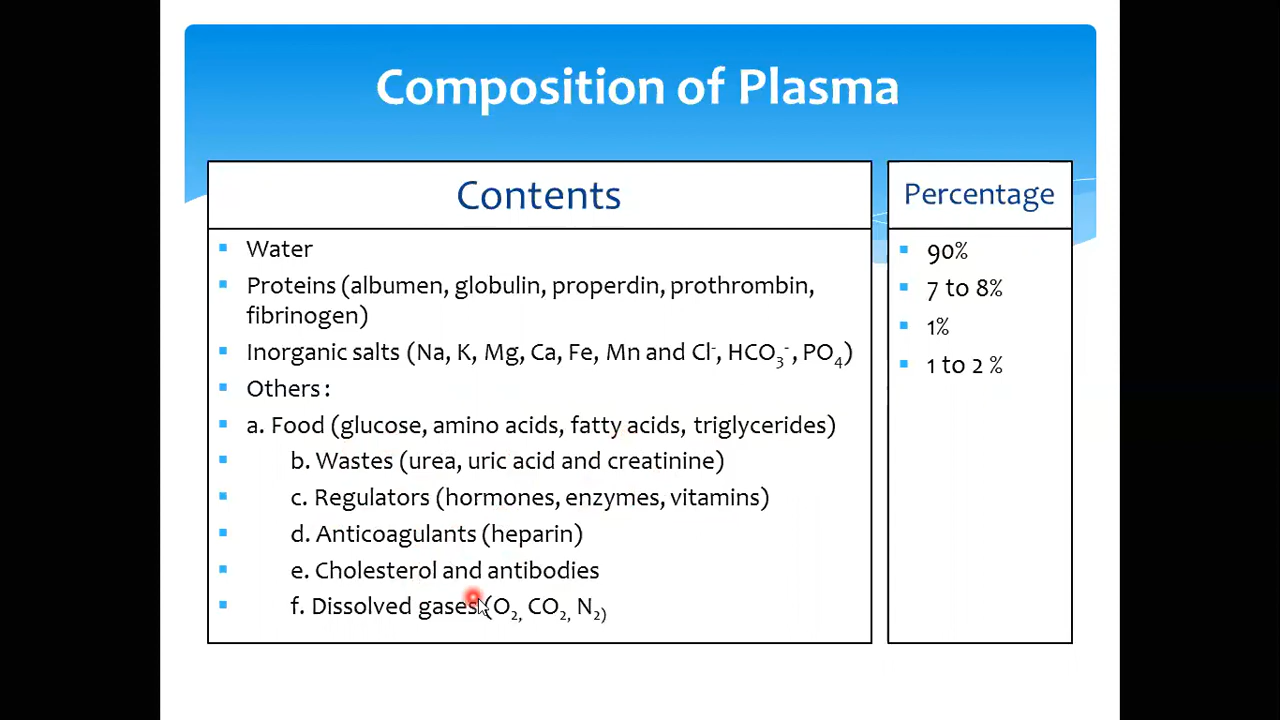 Composition of Plasma
Contents
Water
Proteins (albumen, globulin, properdin, prothrombin,
fibrinogen)
Inorganic salts (Na, K, Mg, Ca, Fe, Mn and Cl⁻, HCO₃⁻, PO₄)
Others:
a. Food (glucose, amino acids, fatty acids, triglycerides)
b. Wastes (urea, uric acid and creatinine)
c. Regulators (hormones, enzymes, vitamins)
d. Anticoagulants (heparin)
e. Cholesterol and antibodies
f. Dissolved gases (O₂, CO₂, N₂)
Percentage
90%
7 to 8%
1%
1 to 2 %